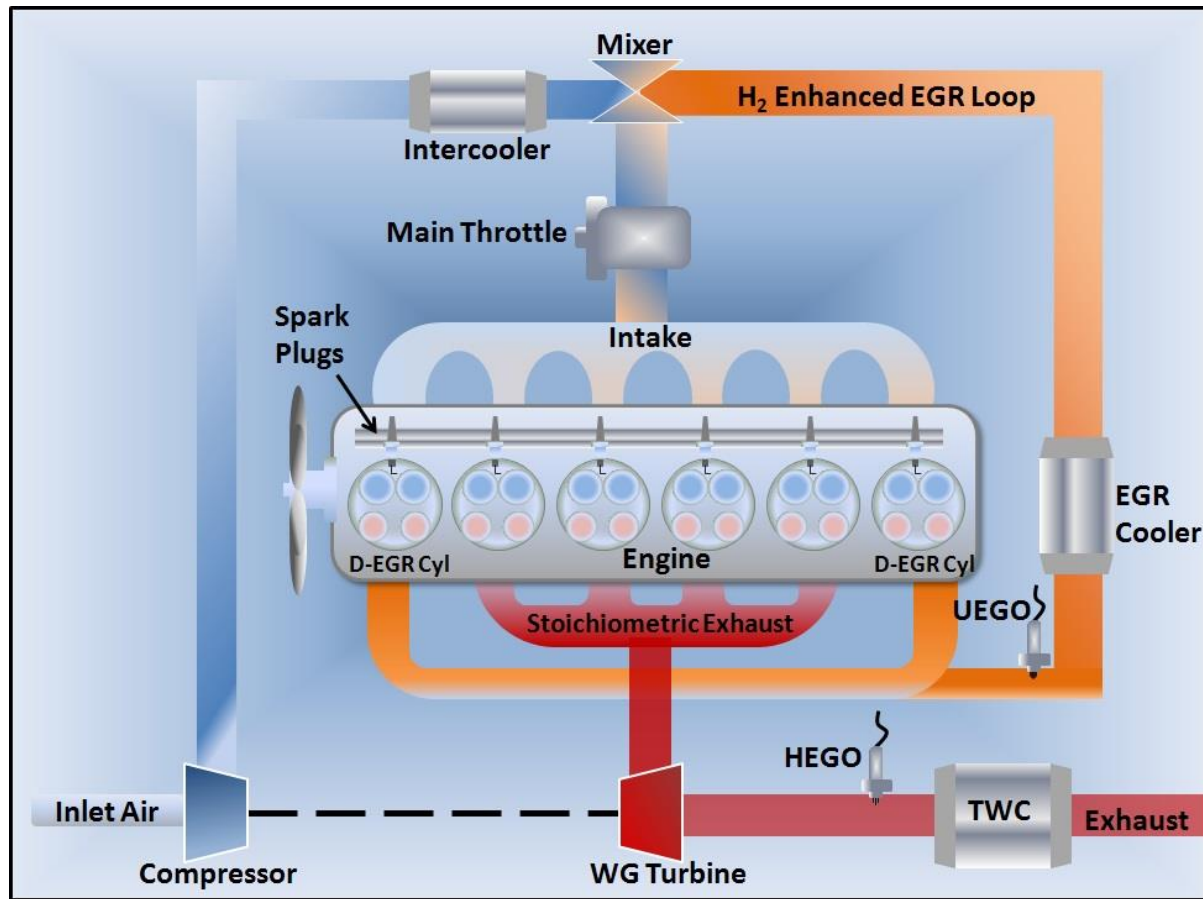 Mixer
H2 Enhanced EGR Loop
Intercooler
Main Throttle
Spark
Plugs
Intake
EGR
Cooler
D-EGR Cyl
Engine
D-EGR Cyl
UEGO
Stoichiometric Exhaust
HEGO
Inlet Air
TWC
Exhaust
Compressor
WG Turbine